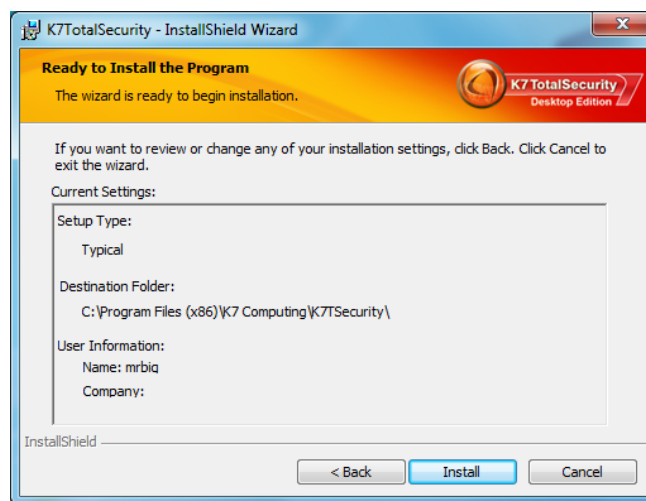 K7TotalSecurity - InstallShield Wizard
Ready to Install the Program
The wizard is ready to begin installation.
K7TotalSecurity
Desktop Edition
If you want to review or change any of your installation settings, click Back. Click Cancel to
exit the wizard.
Current Settings:
Setup Type:
Typical
Destination Folder:
C:\Program Files (x86)\K7 Computing\K7TSecurity\
User Information:
Name: mrbig
Company:
InstallShield
< Back
Install
Cancel